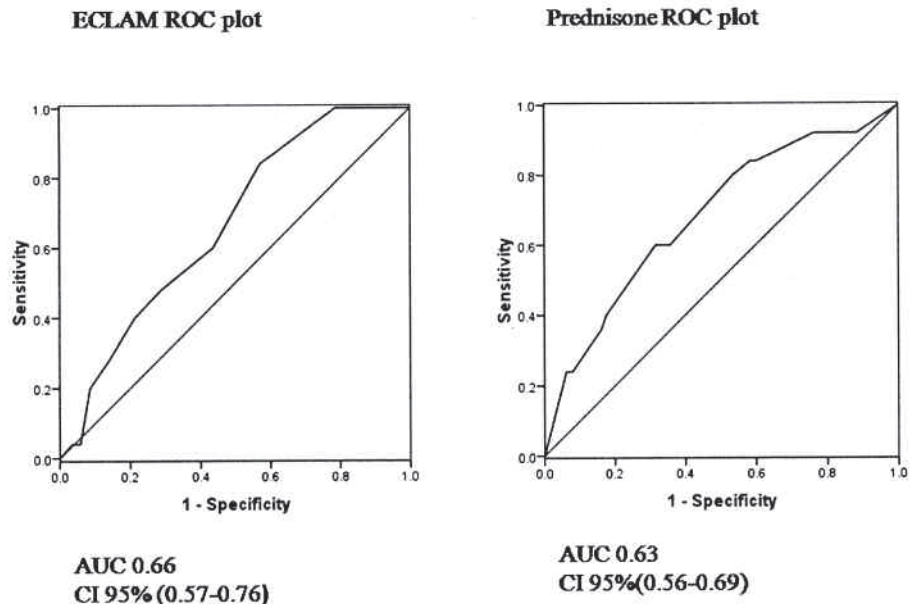 ECLAM ROC plot
Prednisone ROC plot
1.0
0.8
0.6
0.4
0.2
0.0
Sensitivity
0.0 0.2 0.4 0.6 0.8 1.0
1 - Specificity
1.0
0.8
0.6
0.4
0.2
0.0
Sensitivity
0.0 0.2 0.4 0.6 0.8 1.0
1 - Specificity
AUC 0.66
CI 95% (0.57-0.76)
AUC 0.63
CI 95%(0.56-0.69)